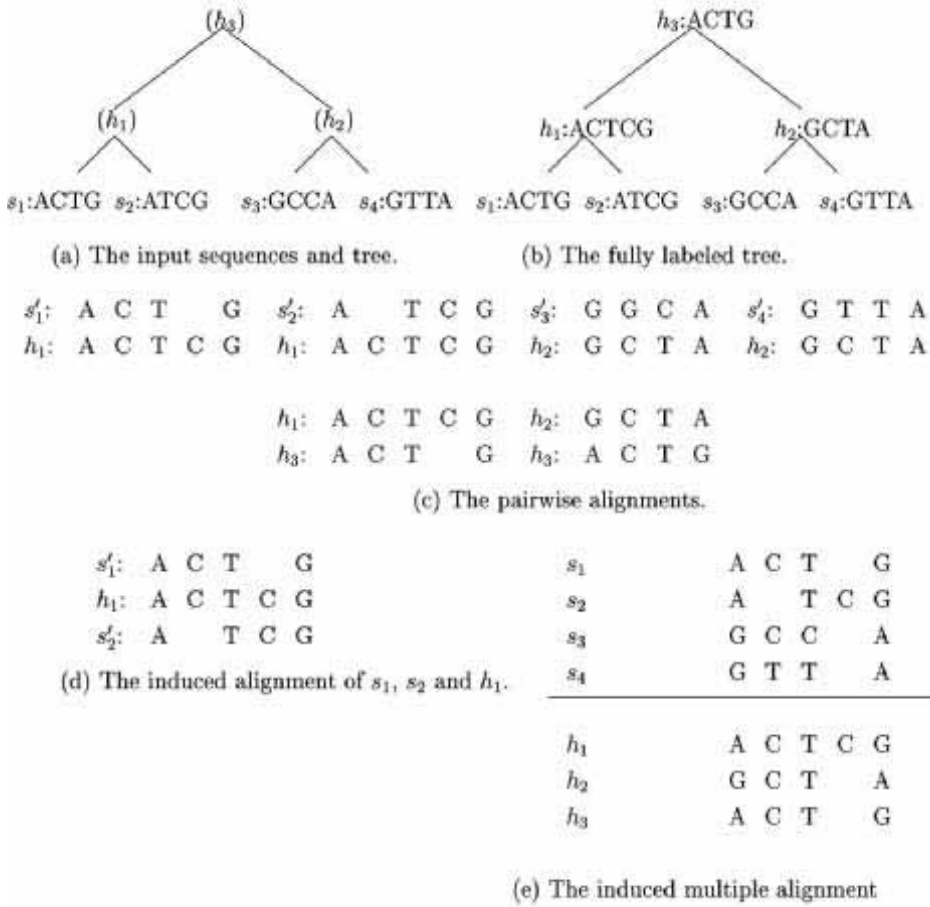 (h₃) h₃:ACTG
(h₁) (h₂) h₁:ACTCG h₂:GCTA
s₁:ACTG s₂:ATCG s₃:GCCA s₄:GTTA s₁:ACTG s₂:ATCG s₃:GCCA s₄:GTTA
(a) The input sequences and tree. (b) The fully labeled tree.
s′₁: A C T G s′₂: A T C G s′₃: G G C A s′₄: G T T A
h₁: A C T C G h₁: A C T C G h₂: G C T A h₂: G C T A
h₁: A C T C G h₂: G C T A
h₃: A C T G h₃: A C T G
(c) The pairwise alignments.
s′₁: A C T G
h₁: A C T C G
s′₂: A T C G
(d) The induced alignment of s₁, s₂ and h₁.
s₁ A C T G
s₂ A T C G
s₃ G C C A
s₄ G T T A
h₁ A C T C G
h₂ G C T A
h₃ A C T G
(e) The induced multiple alignment